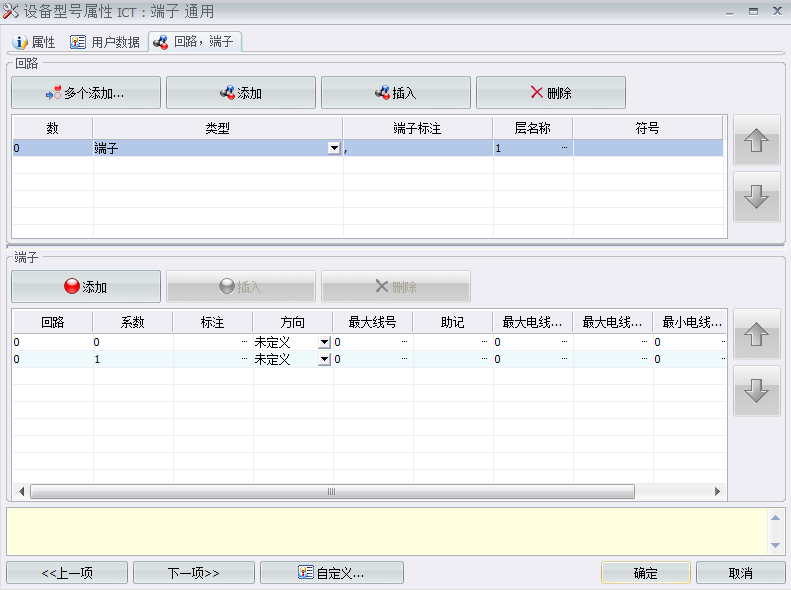 设备型号属性 ICT：端子 通用
属性 用户数据 回路，端子
回路
多个添加... 添加 插入 删除
数 类型 端子标注 层名称 符号
0 端子 , 1 ...
端子
添加 插入 删除
回路 系数 标注 方向 最大线号 助记 最大电线... 最大电线... 最小电线...
0 0 ... 未定义 0 ... ... 0 ... ... 0 ...
0 1 ... 未定义 0 ... ... 0 ... ... 0 ...
<<上一项 下一项>> 自定义... 确定 取消